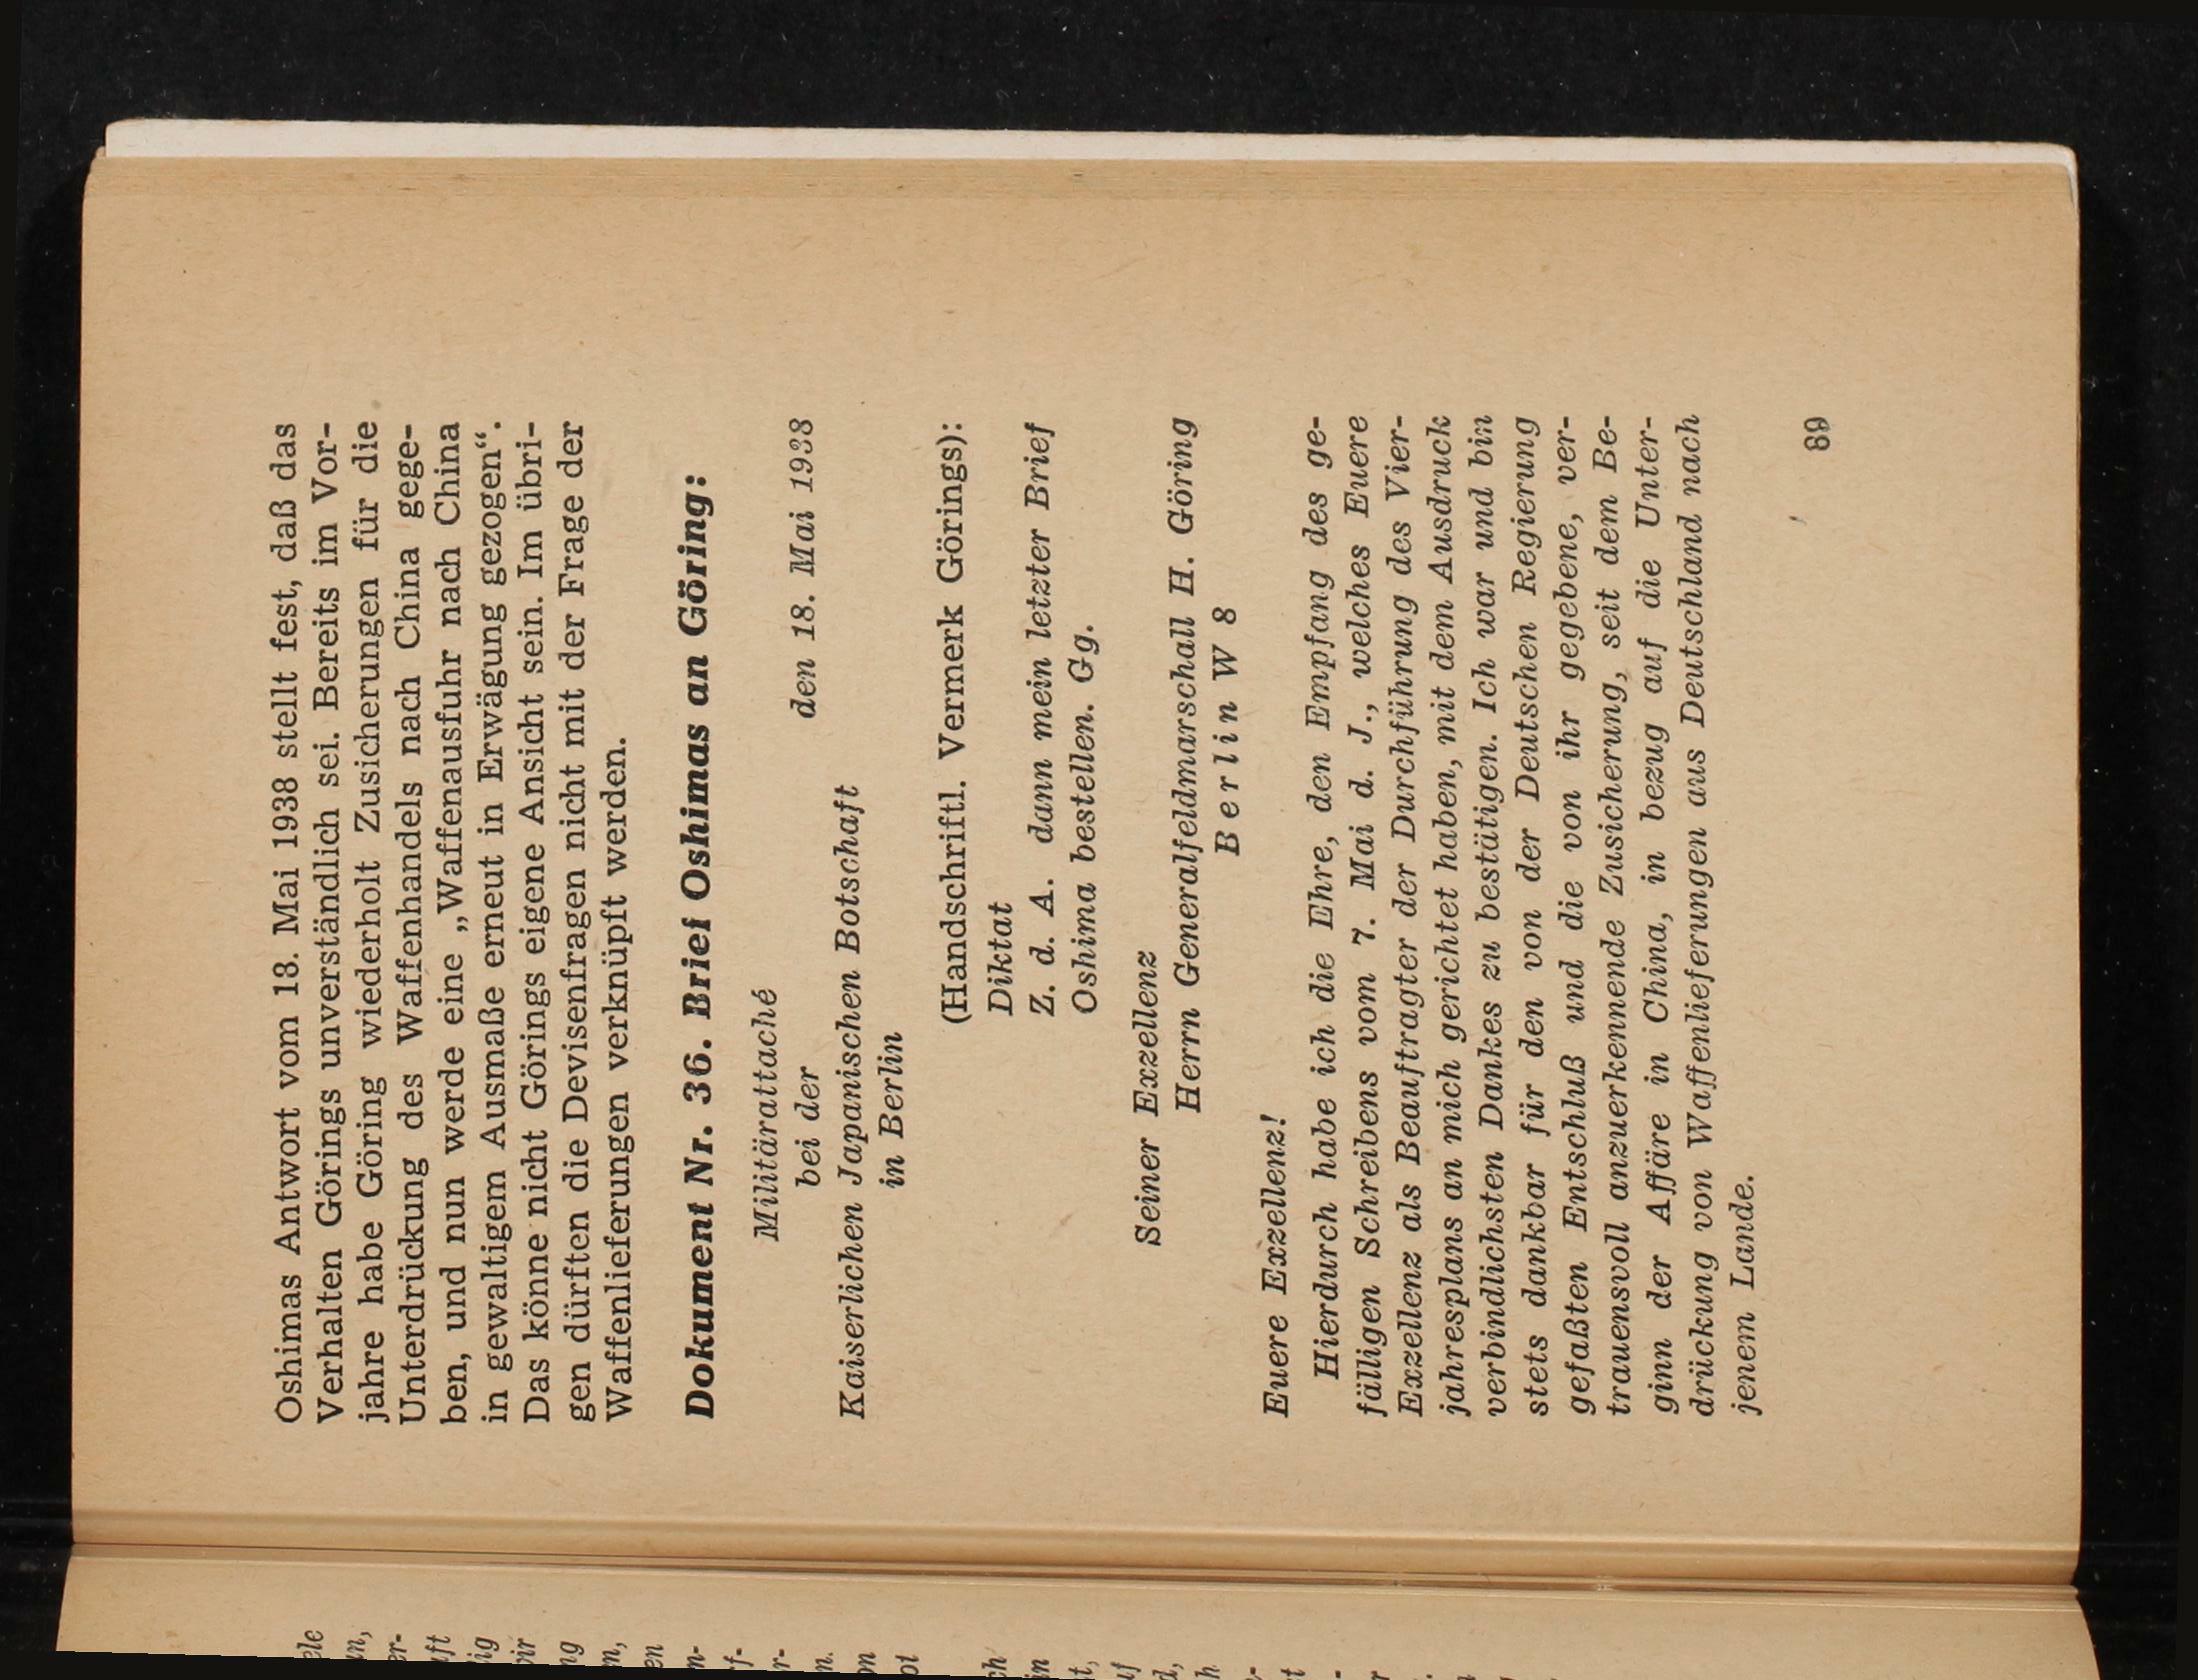 Oshimas Antwort vom 18. Mai 1938 stellt fest, daß das
Verhalten Görings unverständlich sei. Bereits im Vor-
jahre habe Göring wiederholt Zusicherungen für die
Unterdrückung des Waffenhandels nach China gege-
ben, und nun werde eine „Waffenausfuhr nach China
in gewaltigem Ausmaße erneut in Erwägung gezogen“.
Das könne nicht Görings eigene Ansicht sein. Im übri-
gen dürften die Devisenfragen nicht mit der Frage der
Waffenlieferungen verknüpft werden.
Dokument Nr. 36. Brief Oshimas an Göring:
Militärattaché
bei der den 18. Mai 1938
Kaiserlichen Japanischen Botschaft
in Berlin
(Handschriftl. Vermerk Görings):
Diktat
Z. d. A. dann mein letzter Brief
Oshima bestellen. Gg.
Seiner Exzellenz
Herrn Generalfeldmarschall H. Göring
Berlin W 8
Euere Exzellenz!
Hierdurch habe ich die Ehre, den Empfang des ge-
fälligen Schreibens vom 7. Mai d. J., welches Euere
Exzellenz als Beauftragter der Durchführung des Vier-
jahresplans an mich gerichtet haben, mit dem Ausdruck
verbindlichsten Dankes zu bestätigen. Ich war und bin
stets dankbar für den von der Deutschen Regierung
gefaßten Entschluß und die von ihr gegebene, ver-
trauensvoll anzuerkennende Zusicherung, seit dem Be-
ginn der Affäre in China, in bezug auf die Unter-
drückung von Waffenlieferungen aus Deutschland nach
jenem Lande.
69